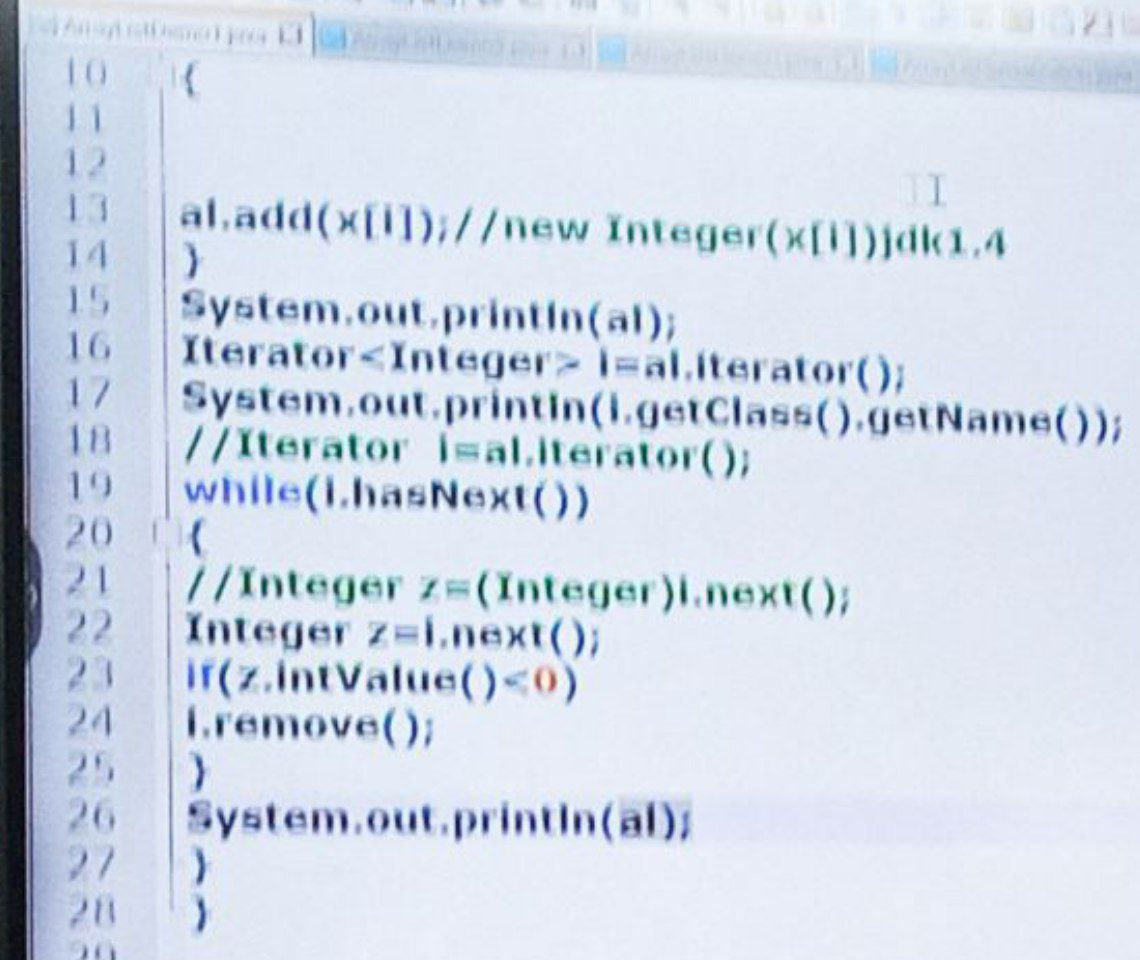 10 {
11
12
13 al.add(x[i]);//new Integer(x[i])jdk1.4
14 }
15 System.out.println(al);
16 Iterator<Integer> i=al.iterator();
17 System.out.println(i.getClass().getName());
18 //Iterator i=al.iterator();
19 while(i.hasNext())
20 {
21 //Integer z=(Integer)i.next();
22 Integer z=i.next();
23 if(z.intValue()<0)
24 i.remove();
25 }
26 System.out.println(al);
27 }
28 }
29